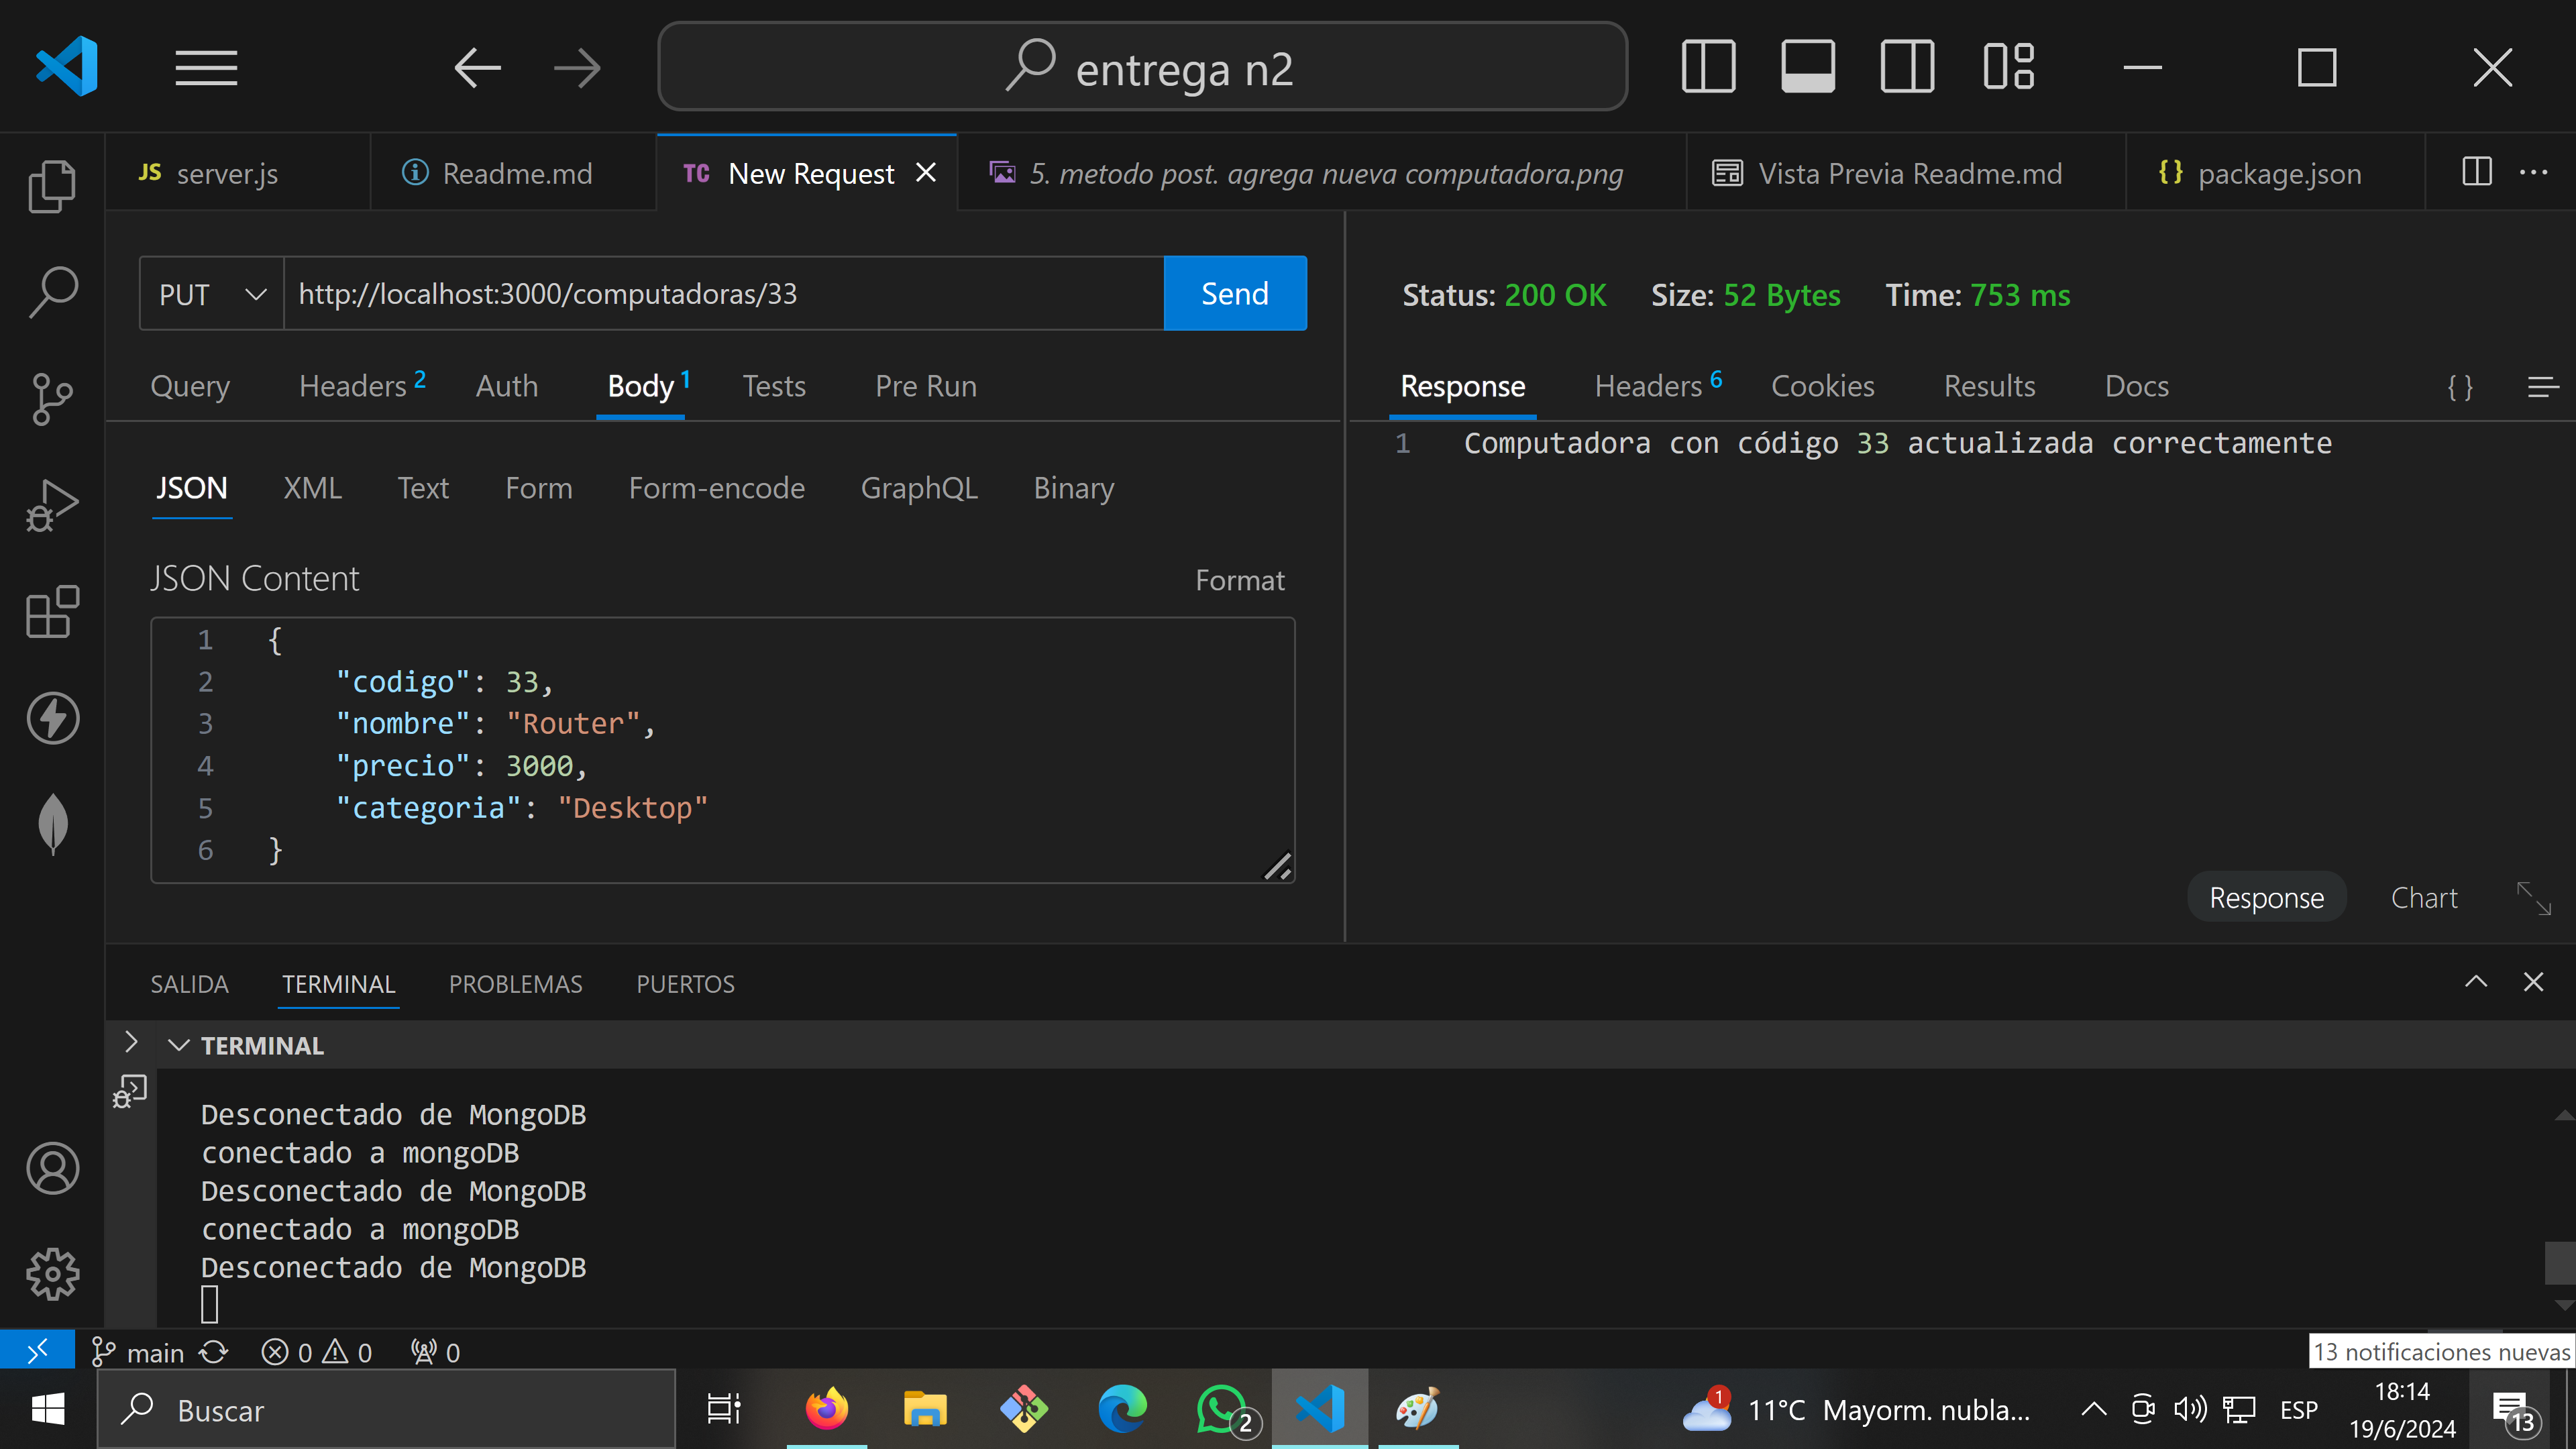 entrega n2
JS server.js
Readme.md
TC New Request
5. metodo post. agrega nueva computadora.png
Vista Previa Readme.md
{} package.json
PUT
http://localhost:3000/computadoras/33
Send
Status: 200 OK Size: 52 Bytes Time: 753 ms
Query Headers 2 Auth Body 1 Tests Pre Run
Response Headers 6 Cookies Results Docs {}
1 Computadora con código 33 actualizada correctamente
JSON XML Text Form Form-encode GraphQL Binary
JSON Content
Format
1 {
2 "codigo": 33,
3 "nombre": "Router",
4 "precio": 3000,
5 "categoria": "Desktop"
6 }
Response Chart
SALIDA TERMINAL PROBLEMAS PUERTOS
TERMINAL
Desconectado de MongoDB
conectado a mongoDB
Desconectado de MongoDB
conectado a mongoDB
Desconectado de MongoDB
main 0 0 0
13 notificaciones nuevas
Buscar
2
1
11°C Mayorm. nubla...
ESP
18:14
19/6/2024
13